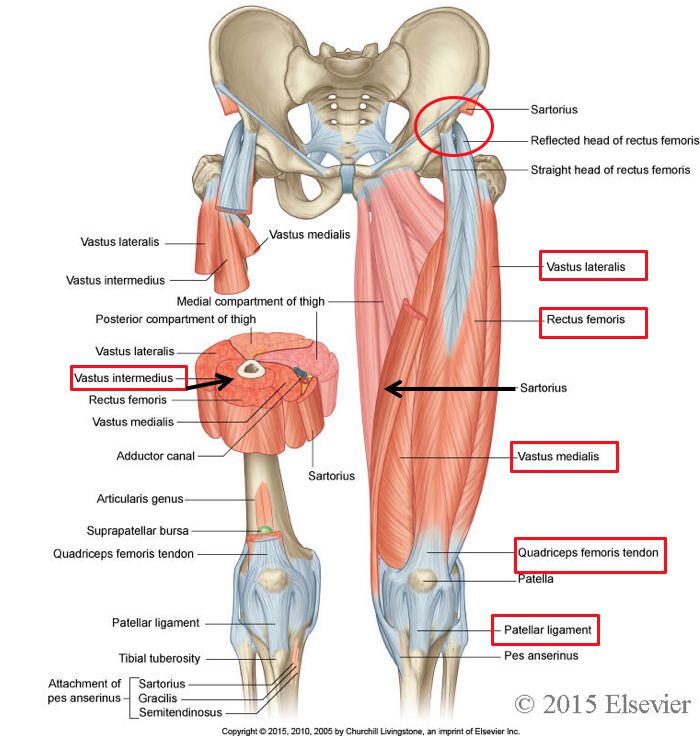 Sartorius
Reflected head of rectus femoris
Straight head of rectus femoris
Vastus lateralis
Vastus medialis
Vastus intermedius
Medial compartment of thigh
Posterior compartment of thigh
Vastus lateralis
Vastus intermedius
Rectus femoris
Vastus medialis
Adductor canal
Sartorius
Articularis genus
Suprapatellar bursa
Quadriceps femoris tendon
Patellar ligament
Tibial tuberosity
Attachment of
pes anserinus
Sartorius
Gracilis
Semitendinosus
Vastus lateralis
Rectus femoris
Sartorius
Vastus medialis
Quadriceps femoris tendon
Patella
Patellar ligament
Pes anserinus
© 2015 Elsevier
Copyright © 2015, 2010, 2005 by Churchill Livingstone, an imprint of Elsevier Inc.